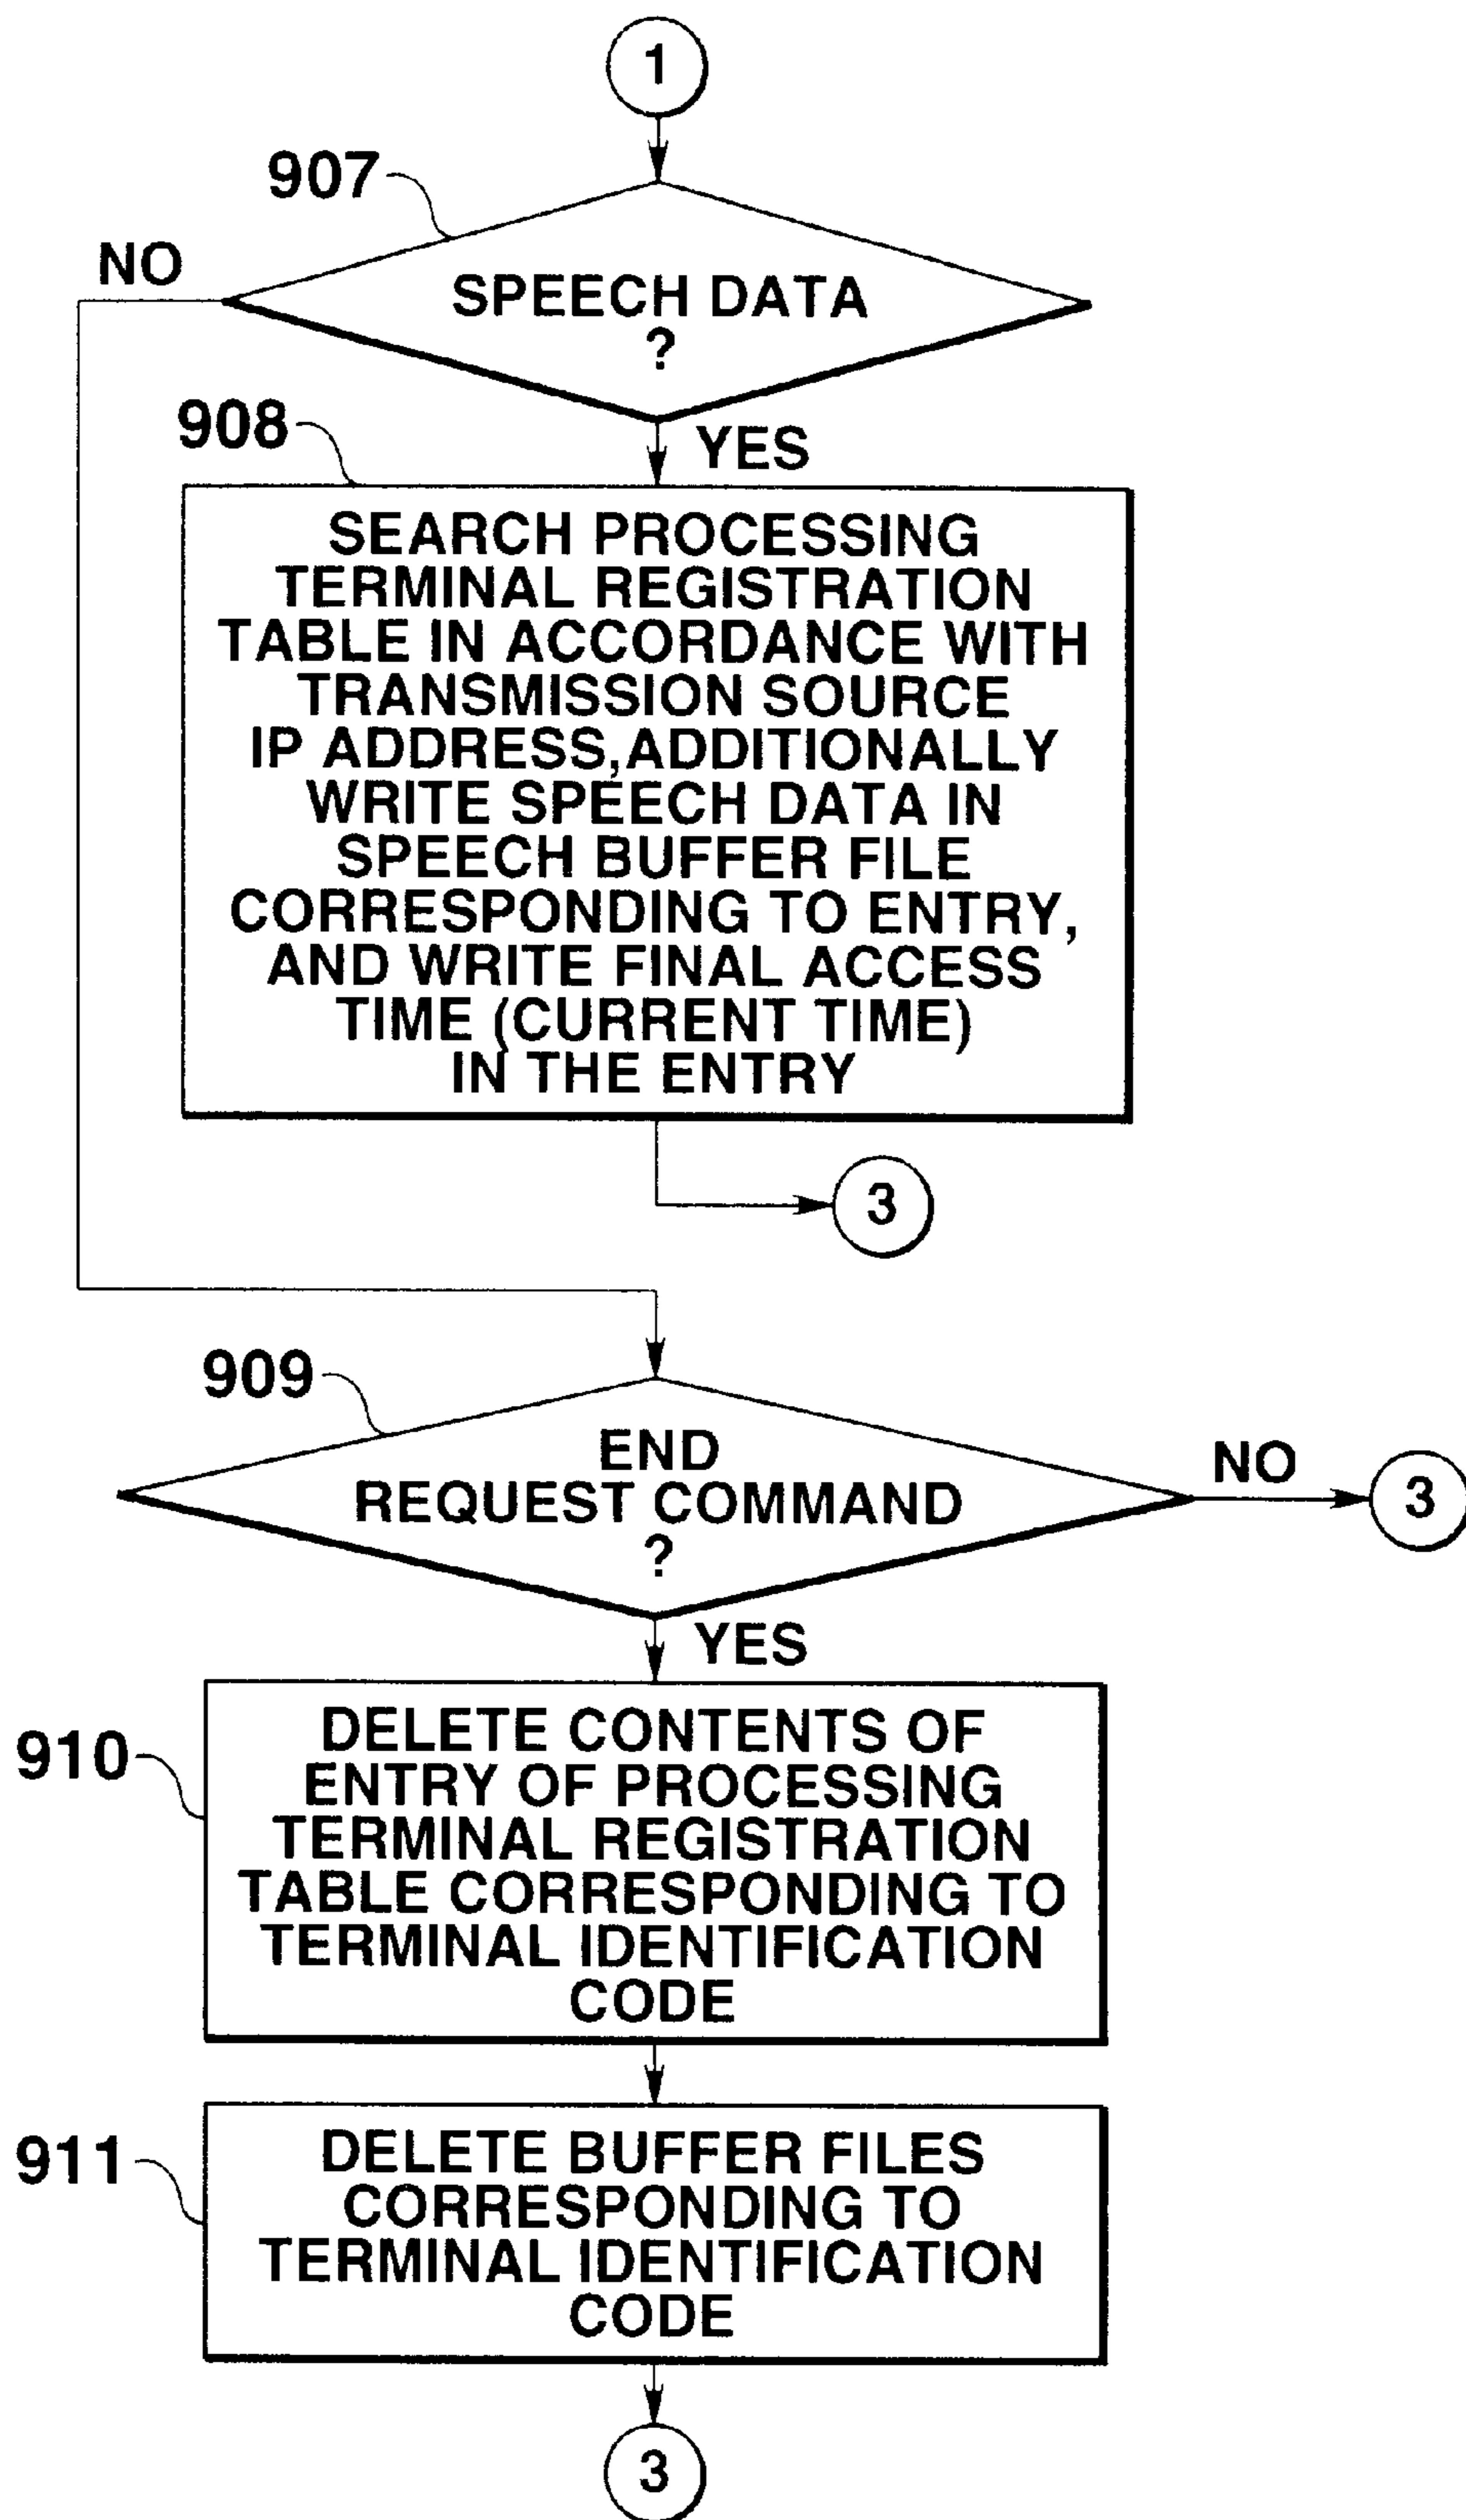 1
907
NO
SPEECH DATA
?
908
YES
SEARCH PROCESSING
TERMINAL REGISTRATION
TABLE IN ACCORDANCE WITH
TRANSMISSION SOURCE
IP ADDRESS,ADDITIONALLY
WRITE SPEECH DATA IN
SPEECH BUFFER FILE
CORRESPONDING TO ENTRY,
AND WRITE FINAL ACCESS
TIME (CURRENT TIME)
IN THE ENTRY
3
909
END
REQUEST COMMAND
?
NO
3
YES
910
DELETE CONTENTS OF
ENTRY OF PROCESSING
TERMINAL REGISTRATION
TABLE CORRESPONDING TO
TERMINAL IDENTIFICATION
CODE
911
DELETE BUFFER FILES
CORRESPONDING TO
TERMINAL IDENTIFICATION
CODE
3